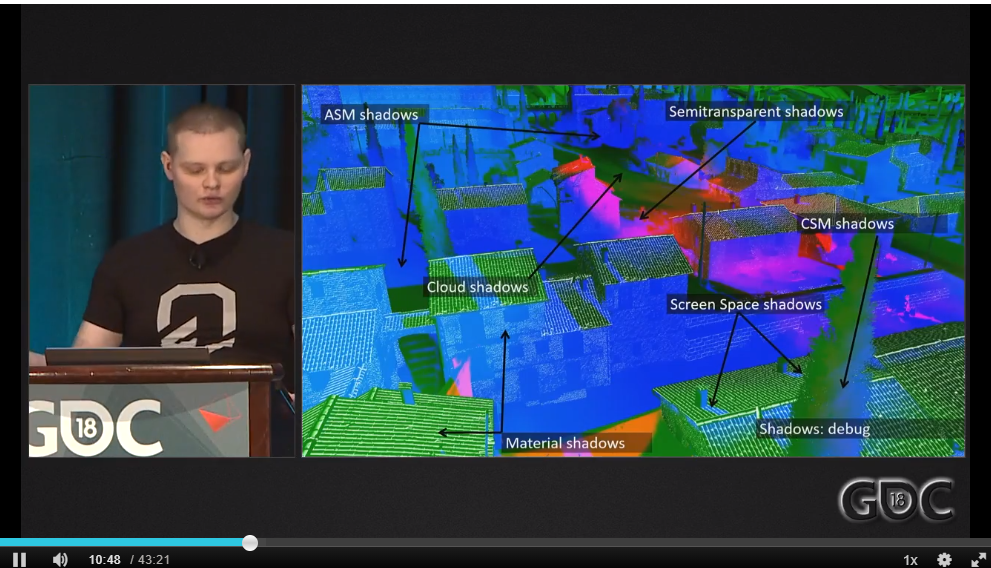 ASM shadows
Semitransparent shadows
CSM shadows
Cloud shadows
Screen Space shadows
Shadows: debug
Material shadows
GDC
18
GDC
18
10:48 / 43:21
1x